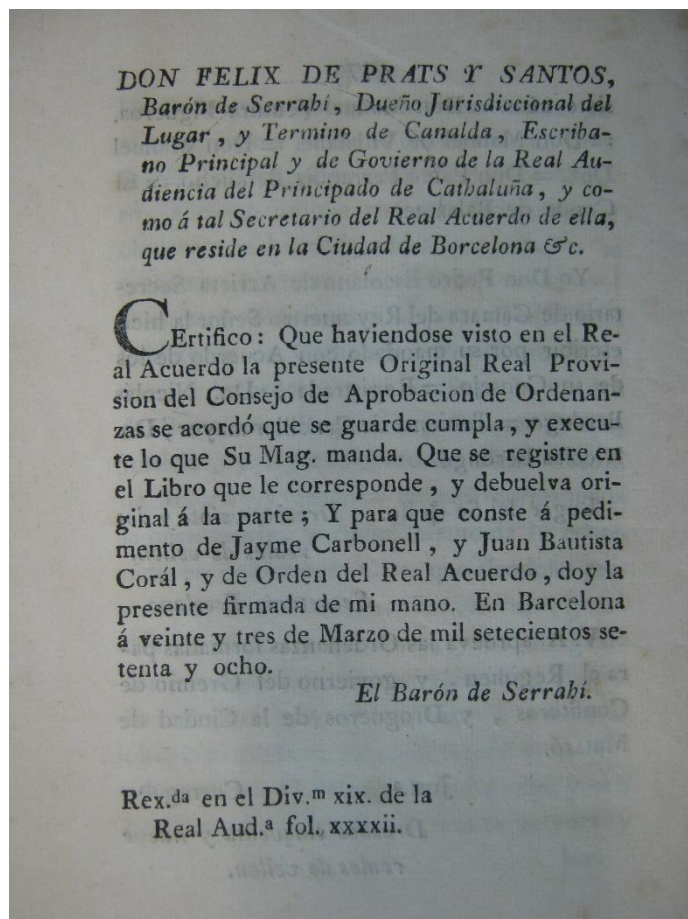 DON FELIX DE PRATS Y SANTOS,
Barón de Serrahí, Dueño Jurisdiccional del
Lugar, y Termino de Canalda, Escriba-
no Principal y de Govierno de la Real Au-
diencia del Principado de Cathaluña, y co-
mo á tal Secretario del Real Acuerdo de ella,
que reside en la Ciudad de Borcelona &c.
CErtifico: Que haviendose visto en el Re-
al Acuerdo la presente Original Real Provi-
sion del Consejo de Aprobacion de Ordenan-
zas se acordó que se guarde cumpla, y execu-
te lo que Su Mag. manda. Que se registre en
el Libro que le corresponde, y debuelva ori-
ginal á la parte; Y para que conste á pedi-
mento de Jayme Carbonell, y Juan Bautista
Corál, y de Orden del Real Acuerdo, doy la
presente firmada de mi mano. En Barcelona
á veinte y tres de Marzo de mil setecientos se-
tenta y ocho.
El Barón de Serrahí.
Rex.da en el Div.m xix. de la
Real Aud.a fol. xxxxii.